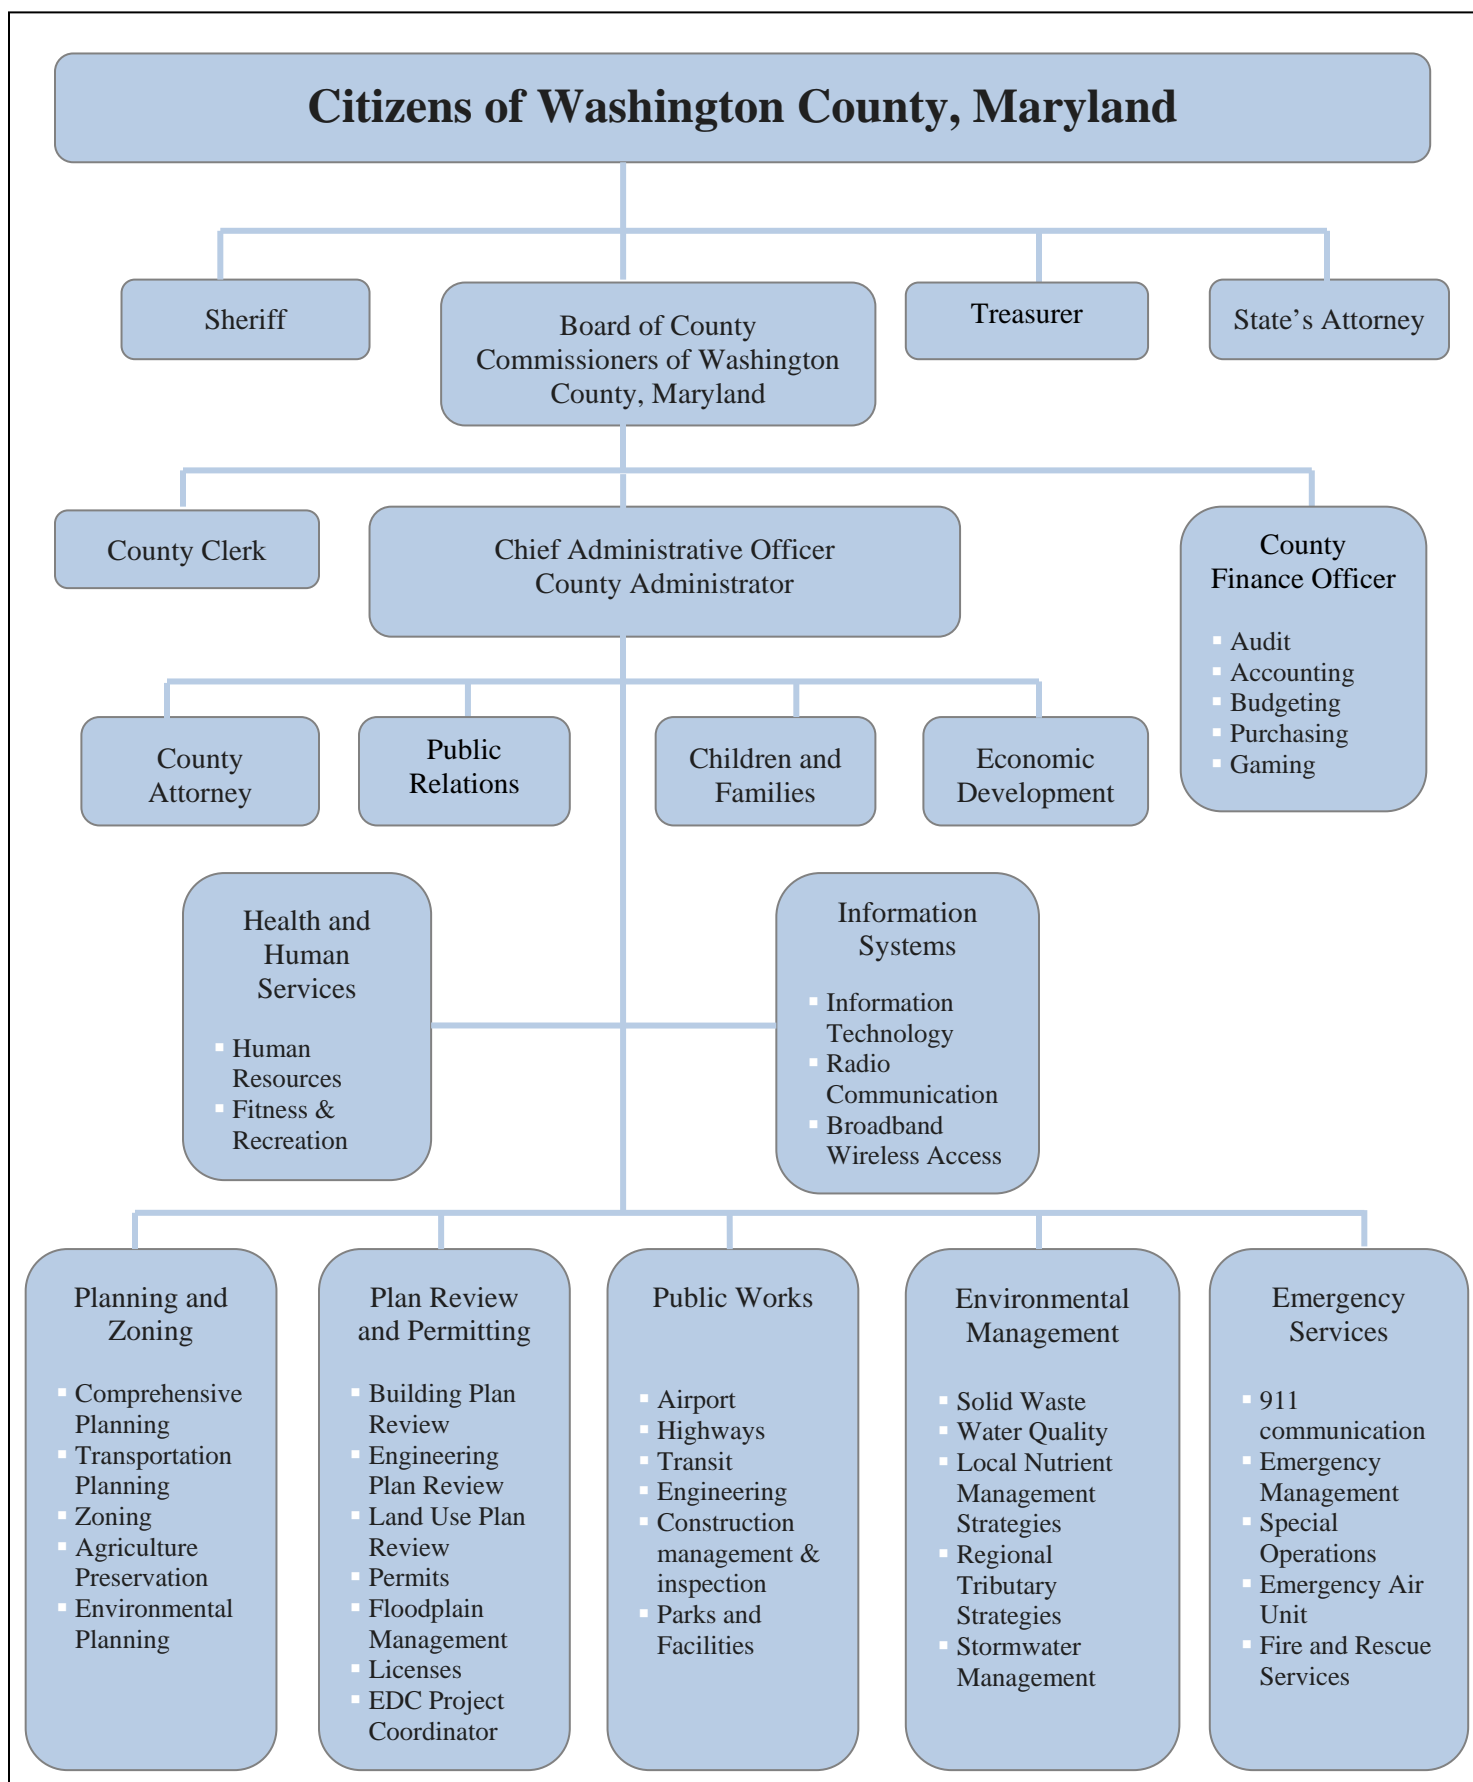 Citizens of Washington County, Maryland
Sheriff
Board of County
Commissioners of Washington
County, Maryland
Treasurer
State’s Attorney
County Clerk
Chief Administrative Officer
County Administrator
County
Finance Officer
▪ Audit
▪ Accounting
▪ Budgeting
▪ Purchasing
▪ Gaming
County
Attorney
Public
Relations
Children and
Families
Economic
Development
Health and
Human
Services
▪ Human
Resources
▪ Fitness &
Recreation
Information
Systems
▪ Information
Technology
▪ Radio
Communication
▪ Broadband
Wireless Access
Planning and
Zoning
▪ Comprehensive
Planning
▪ Transportation
Planning
▪ Zoning
▪ Agriculture
Preservation
▪ Environmental
Planning
Plan Review
and Permitting
▪ Building Plan
Review
▪ Engineering
Plan Review
▪ Land Use Plan
Review
▪ Permits
▪ Floodplain
Management
▪ Licenses
▪ EDC Project
Coordinator
Public Works
▪ Airport
▪ Highways
▪ Transit
▪ Engineering
▪ Construction
management &
inspection
▪ Parks and
Facilities
Environmental
Management
▪ Solid Waste
▪ Water Quality
▪ Local Nutrient
Management
Strategies
▪ Regional
Tributary
Strategies
▪ Stormwater
Management
Emergency
Services
▪ 911
communication
▪ Emergency
Management
▪ Special
Operations
▪ Emergency Air
Unit
▪ Fire and Rescue
Services